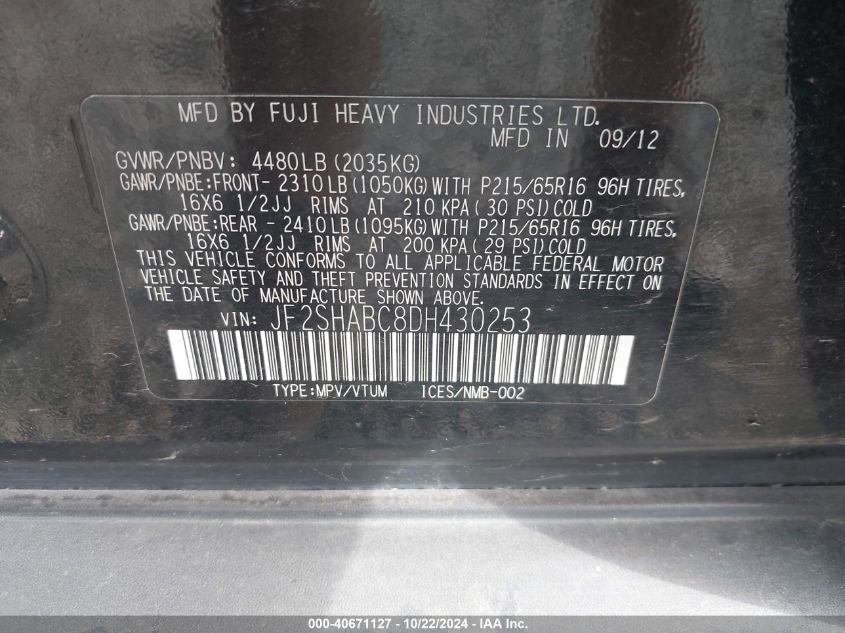 MFD BY FUJI HEAVY INDUSTRIES LTD.
MFD IN 09/12
GVWR/PNBV: 4480LB (2035KG)
GAWR/PNBE:FRONT- 2310LB (1050KG) WITH P215/65R16 96H TIRES,
16X6 1/2JJ RIMS AT 210 KPA (30 PSI) COLD
GAWR/PNBE:REAR - 2410LB (1095KG) WITH P215/65R16 96H TIRES,
16X6 1/2JJ RIMS AT 200 KPA (29 PSI) COLD
THIS VEHICLE CONFORMS TO ALL APPLICABLE FEDERAL MOTOR
VEHICLE SAFETY AND THEFT PREVENTION STANDARDS IN EFFECT ON
THE DATE OF MANUFACTURE SHOWN ABOVE.
VIN: JF2SHABC8DH430253
TYPE:MPV/VTUM ICES/NMB-002
000-40671127 - 10/22/2024 - IAA Inc.